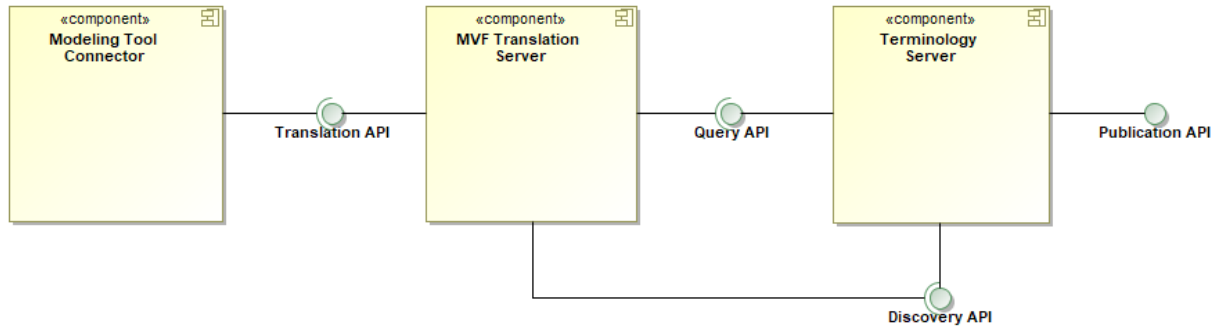 «component»
Modeling Tool
Connector
«component»
MVF Translation
Server
«component»
Terminology
Server
Translation API
Query API
Publication API
Discovery API